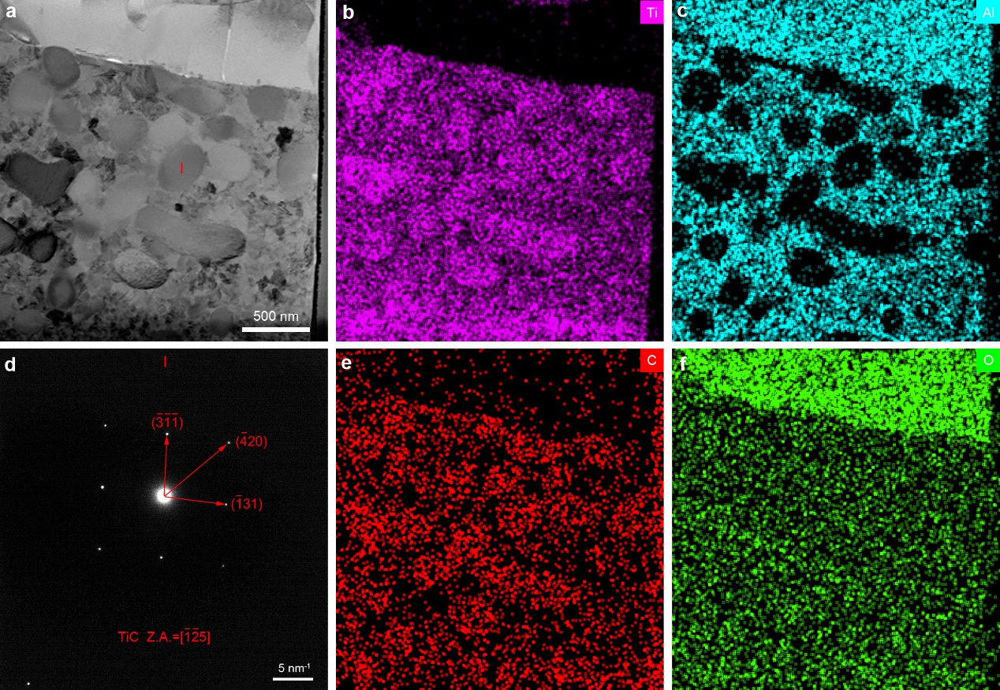 a
I
500 nm
b
Ti
c
Al
d
I
(3̄1̄1̄)
(4̄20)
(1̄31)
TiC Z.A.=[1̄2̄5]
5 nm⁻¹
e
C
f
O